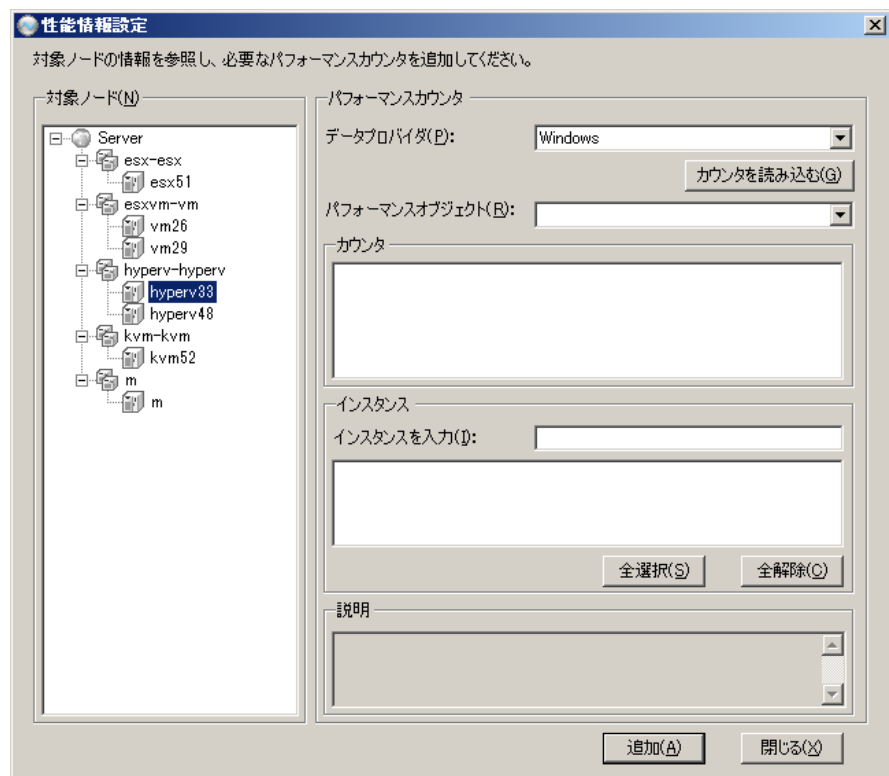 性能情報設定
対象ノードの情報を参照し、必要なパフォーマンスカウンタを追加してください。
対象ノード(N)
Server
esx-esx
esx51
esxvm-vm
vm26
vm29
hyperv-hyperv
hyperv33
hyperv48
kvm-kvm
kvm52
m
m
パフォーマンスカウンタ
データプロバイダ(P): Windows
カウンタを読み込む(G)
パフォーマンスオブジェクト(R):
カウンタ
インスタンス
インスタンスを入力(I):
全選択(S) 全解除(C)
説明
追加(A) 閉じる(X)